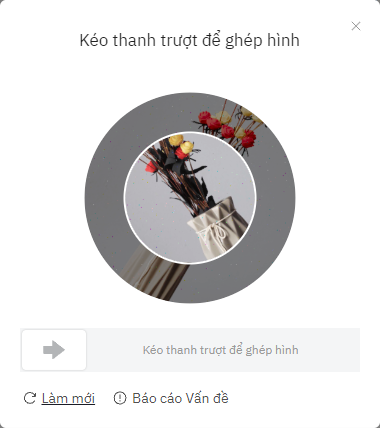 Kéo thanh trượt để ghép hình
Kéo thanh trượt để ghép hình
Làm mới
Báo cáo Vấn đề